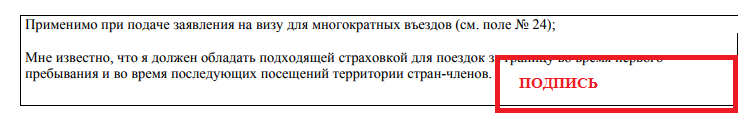 Применимо при подаче заявления на визу для многократных въездов (см. поле № 24);
Мне известно, что я должен обладать подходящей страховкой для поездок за границу во время первого
пребывания и во время последующих посещений территории стран-членов.
ПОДПИСЬ